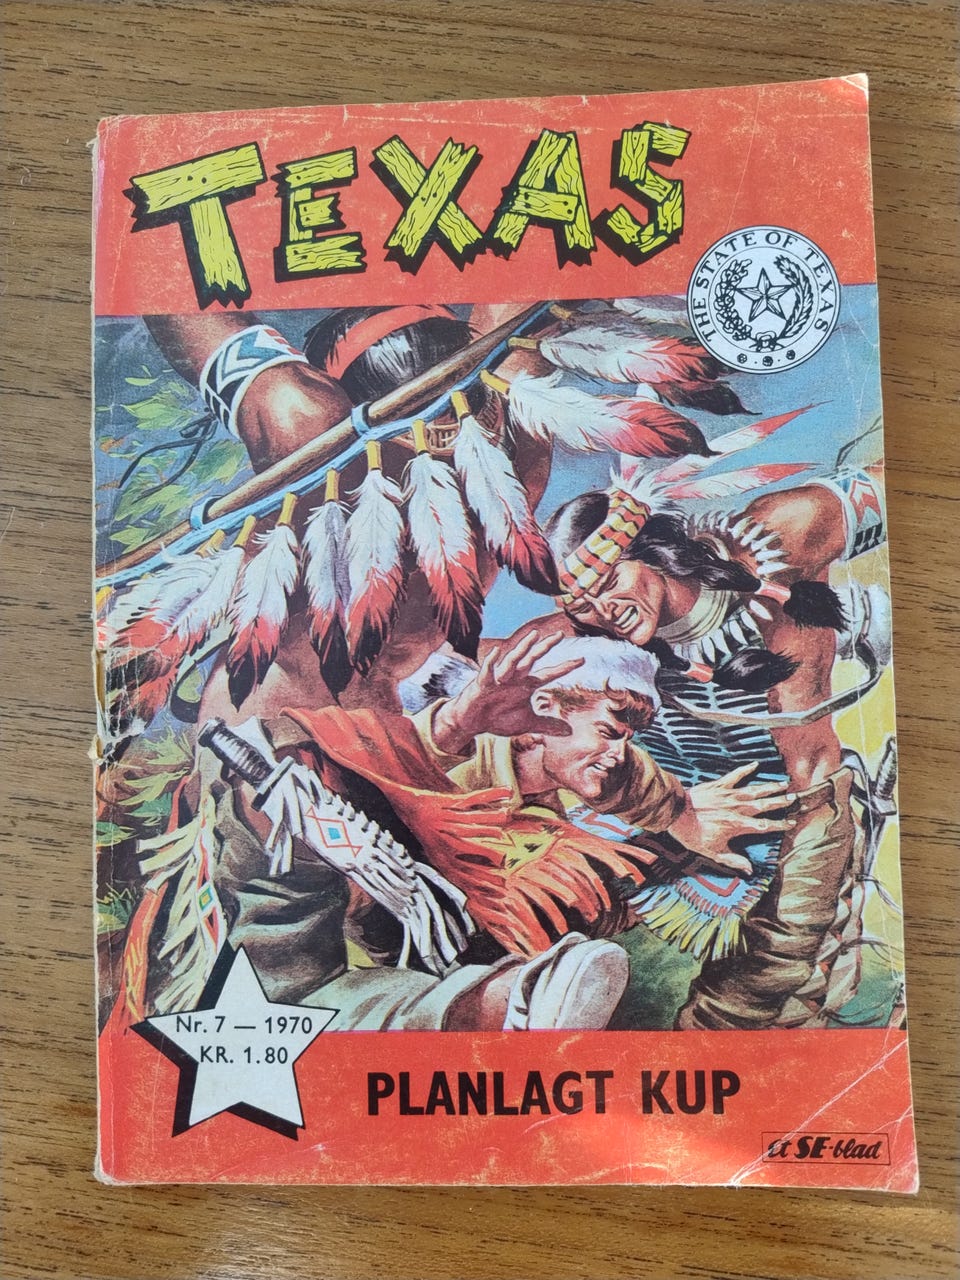 TEXAS
THE STATE OF TEXAS
Nr. 7 — 1970
KR. 1.80
PLANLAGT KUP
et SE-blad